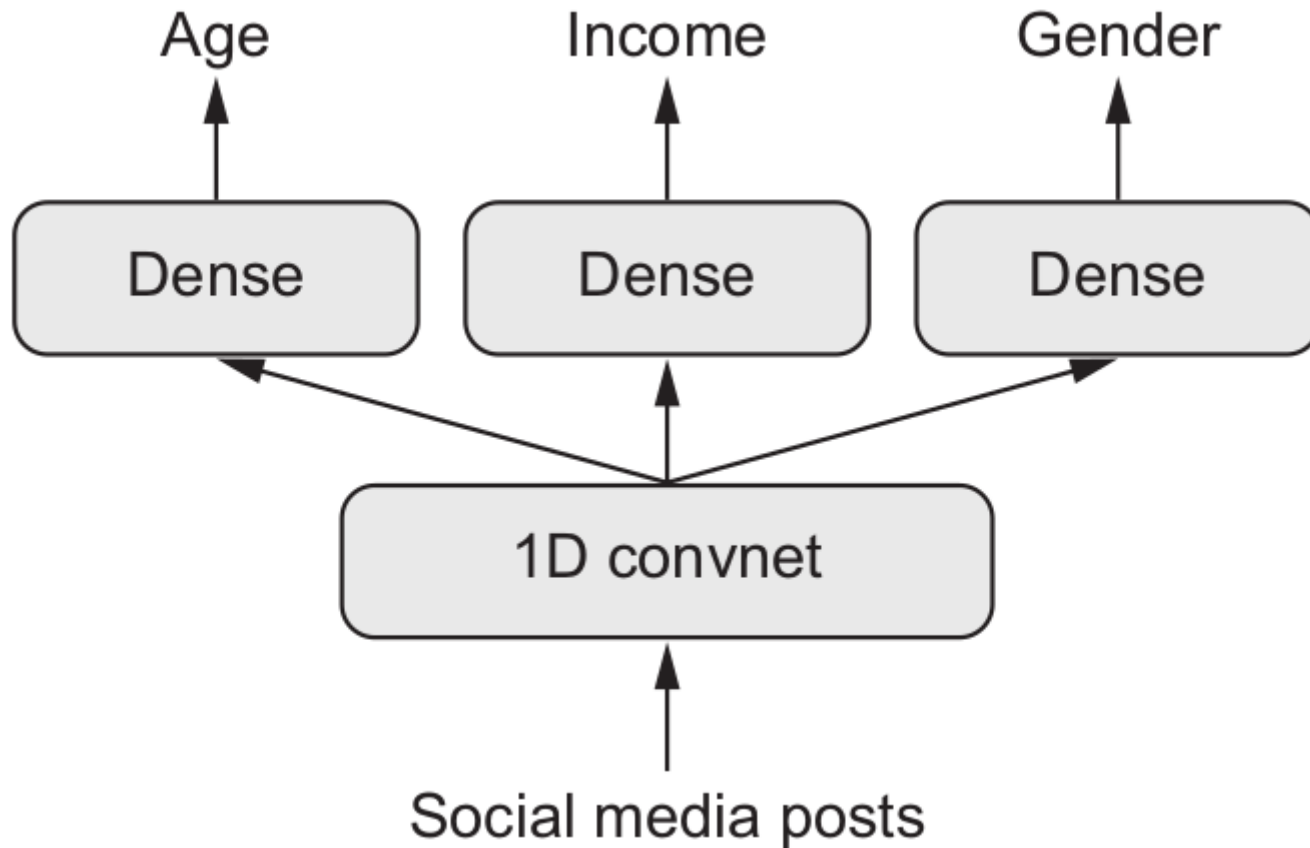 Age Income Gender
Dense Dense Dense
1D convnet
Social media posts